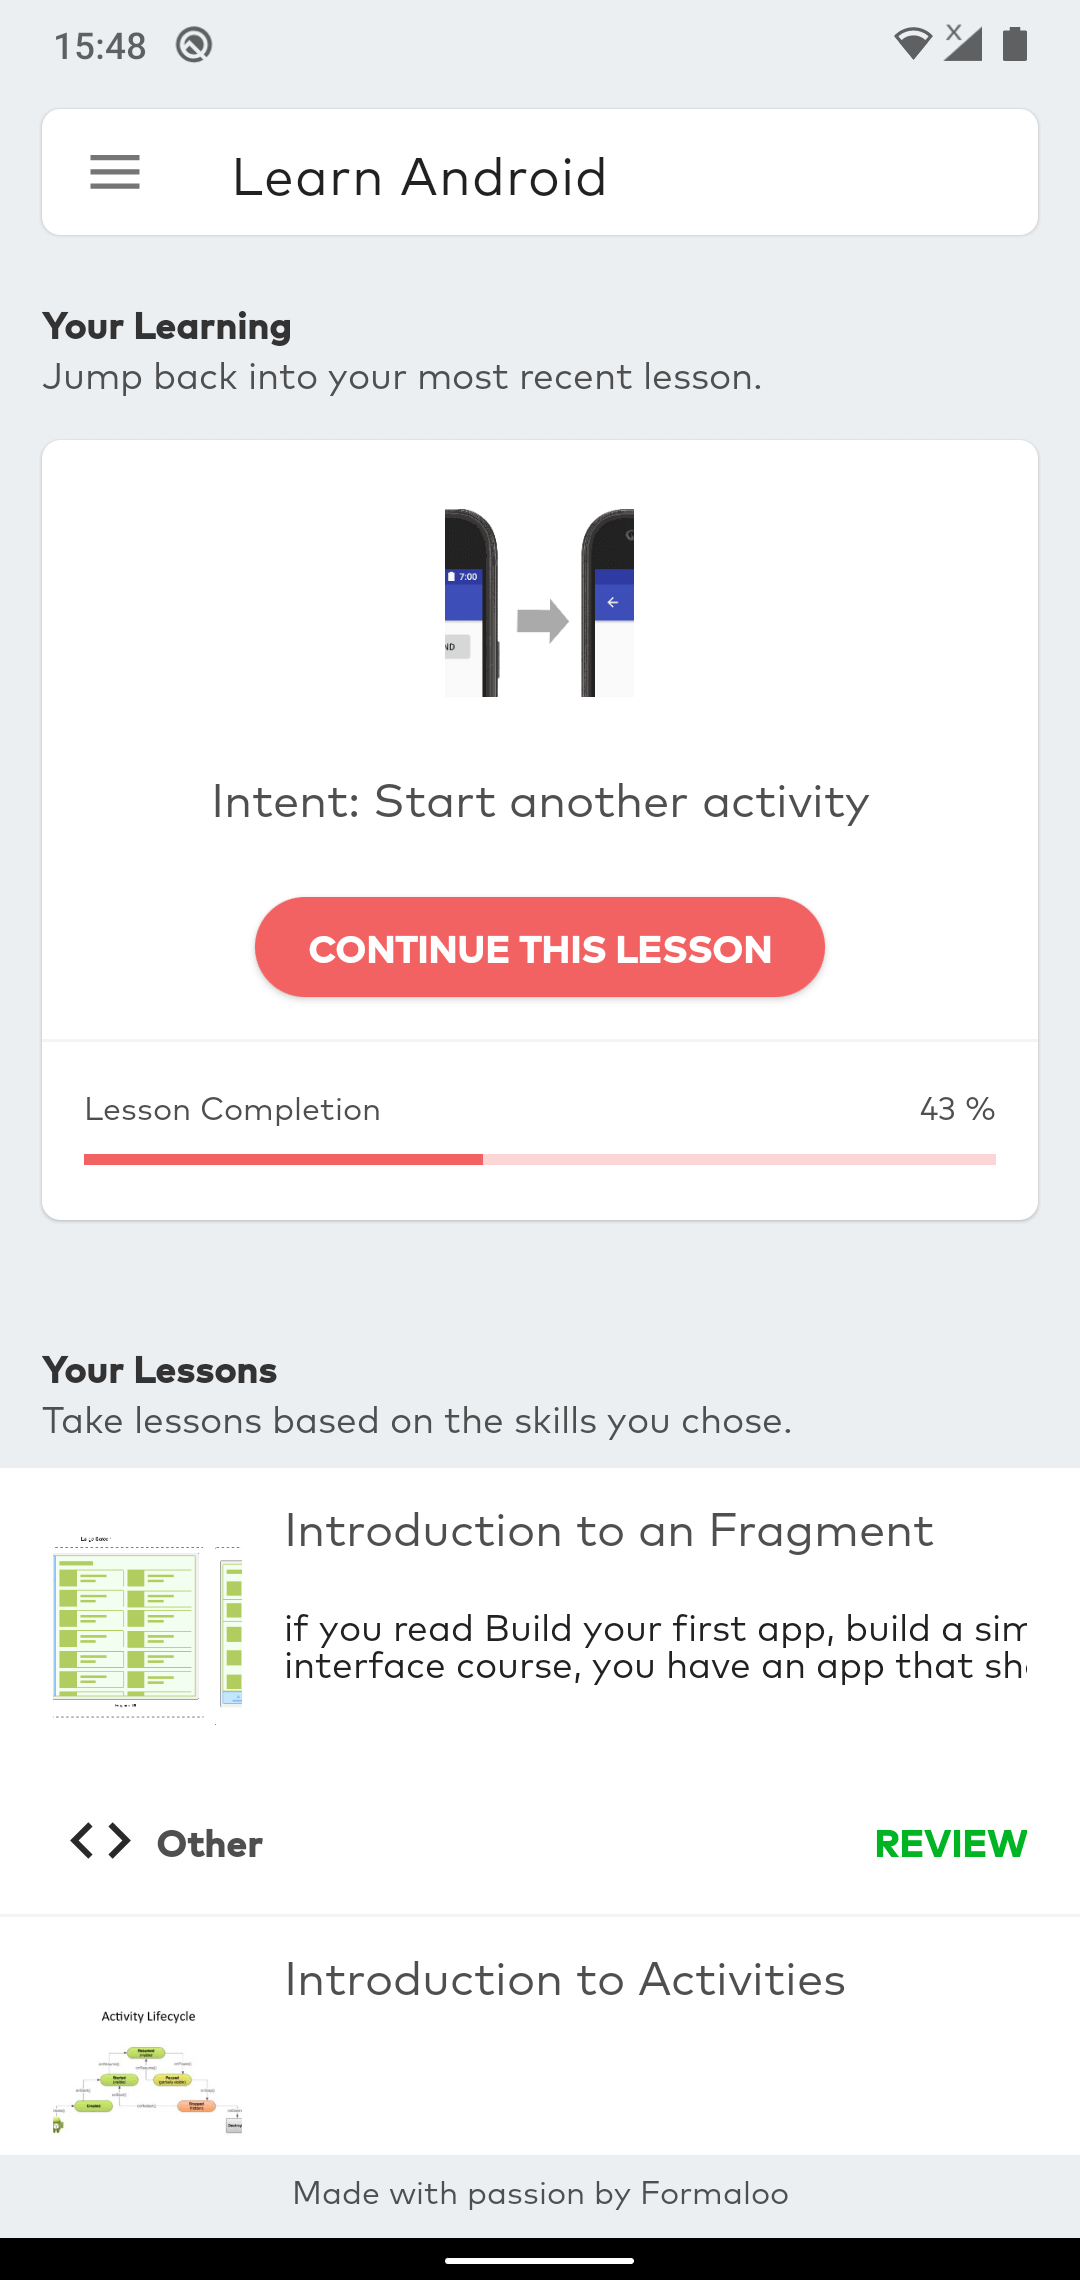 15:48
X
Learn Android
Your Learning
Jump back into your most recent lesson.
7:00
ND
Intent: Start another activity
CONTINUE THIS LESSON
Lesson Completion
43 %
Your Lessons
Take lessons based on the skills you chose.
Introduction to an Fragment
if you read Build your first app, build a sim
interface course, you have an app that sh
Other
REVIEW
Introduction to Activities
Activity Lifecycle
Made with passion by Formaloo